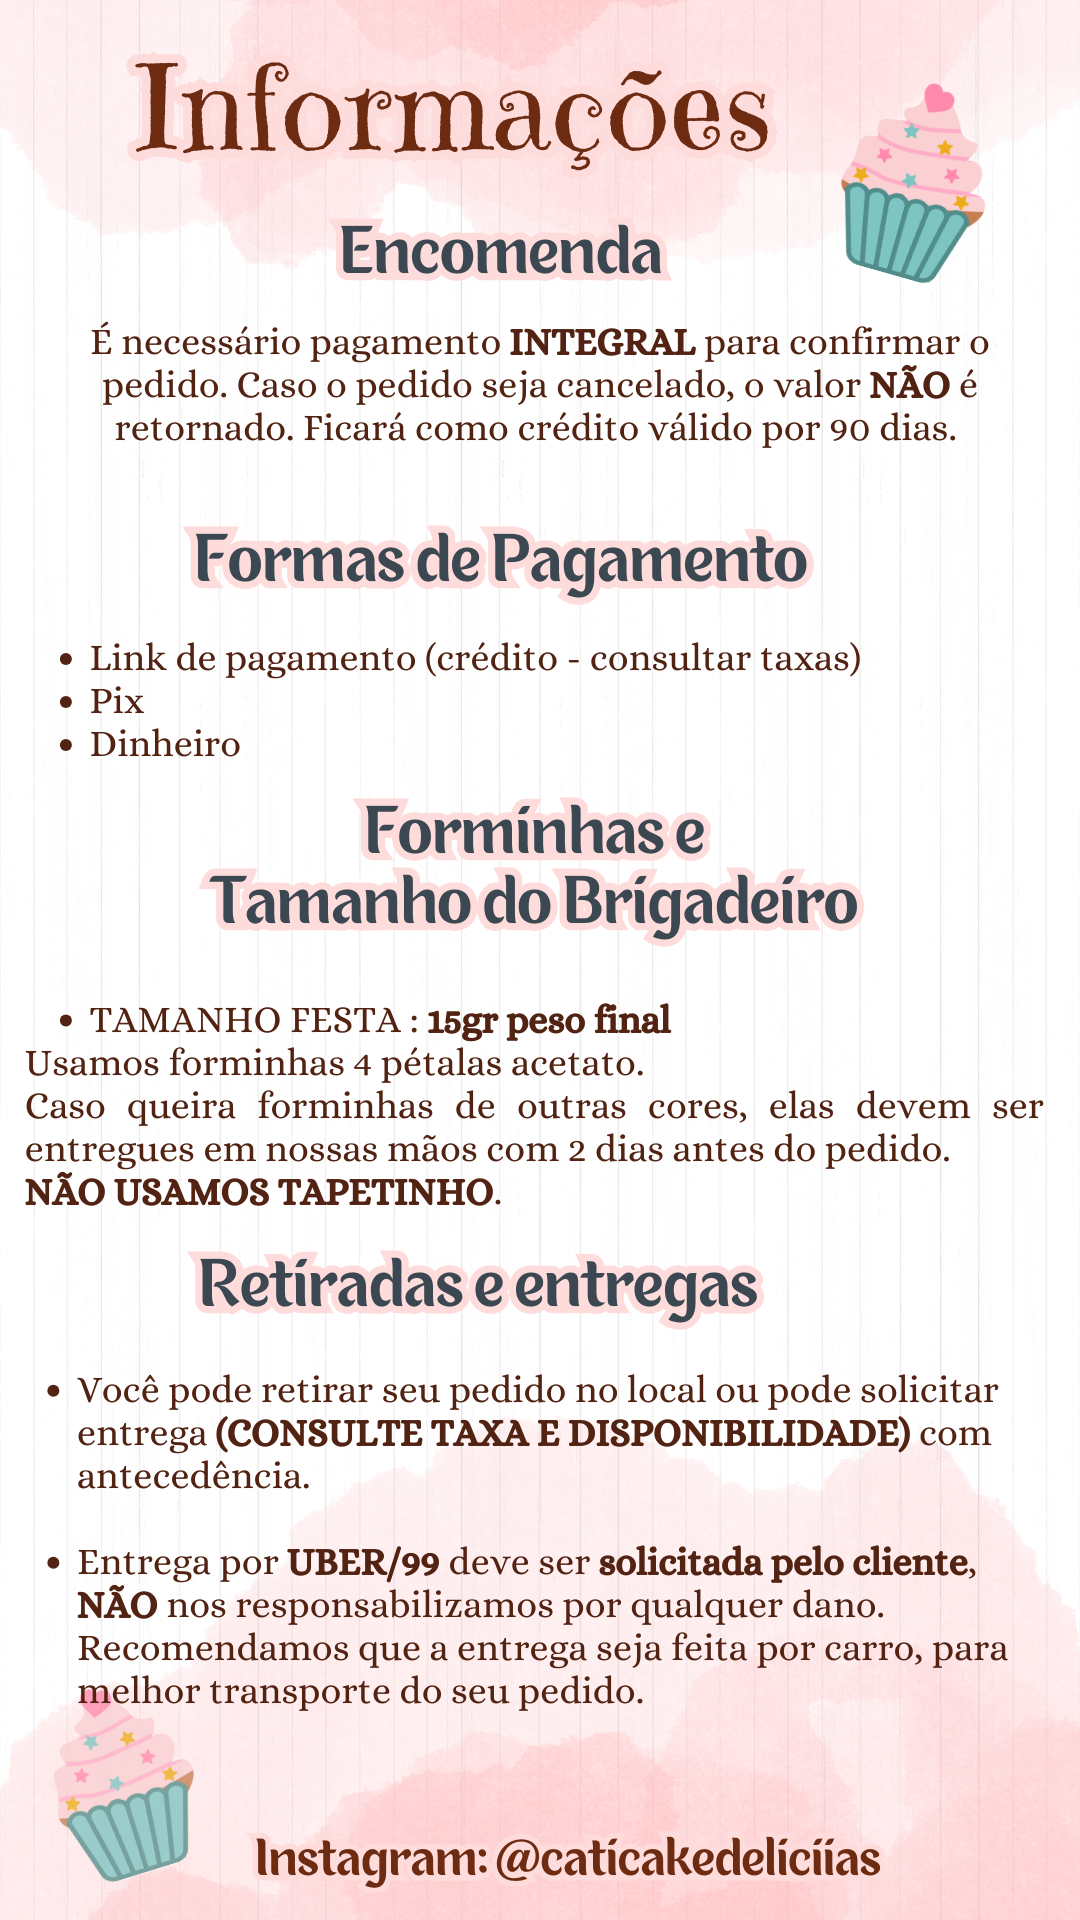 Informações
Encomenda
É necessário pagamento INTEGRAL para confirmar o
pedido. Caso o pedido seja cancelado, o valor NÃO é
retornado. Ficará como crédito válido por 90 dias.
Formas de Pagamento
• Link de pagamento (crédito - consultar taxas)
• Pix
• Dinheiro
Forminhas e
Tamanho do Brigadeiro
• TAMANHO FESTA : 15gr peso final
Usamos forminhas 4 pétalas acetato.
Caso queira forminhas de outras cores, elas devem ser
entregues em nossas mãos com 2 dias antes do pedido.
NÃO USAMOS TAPETINHO.
Retiradas e entregas
• Você pode retirar seu pedido no local ou pode solicitar
entrega (CONSULTE TAXA E DISPONIBILIDADE) com
antecedência.
• Entrega por UBER/99 deve ser solicitada pelo cliente,
NÃO nos responsabilizamos por qualquer dano.
Recomendamos que a entrega seja feita por carro, para
melhor transporte do seu pedido.
Instagram: @caticakedeliciias